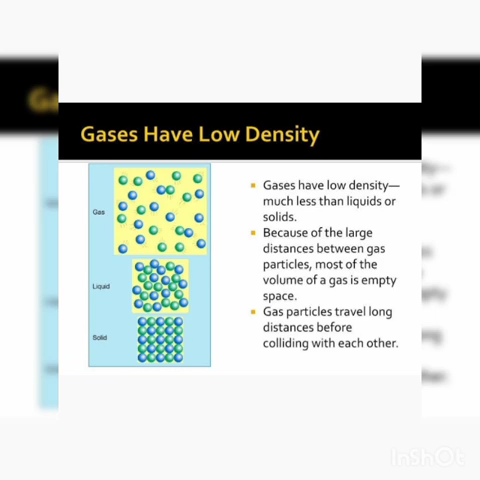 Gases Have Low Density
Gas
Liquid
Solid
Gases have low density—
much less than liquids or
solids.
Because of the large
distances between gas
particles, most of the
volume of a gas is empty
space.
Gas particles travel long
distances before
colliding with each other.
InShOt